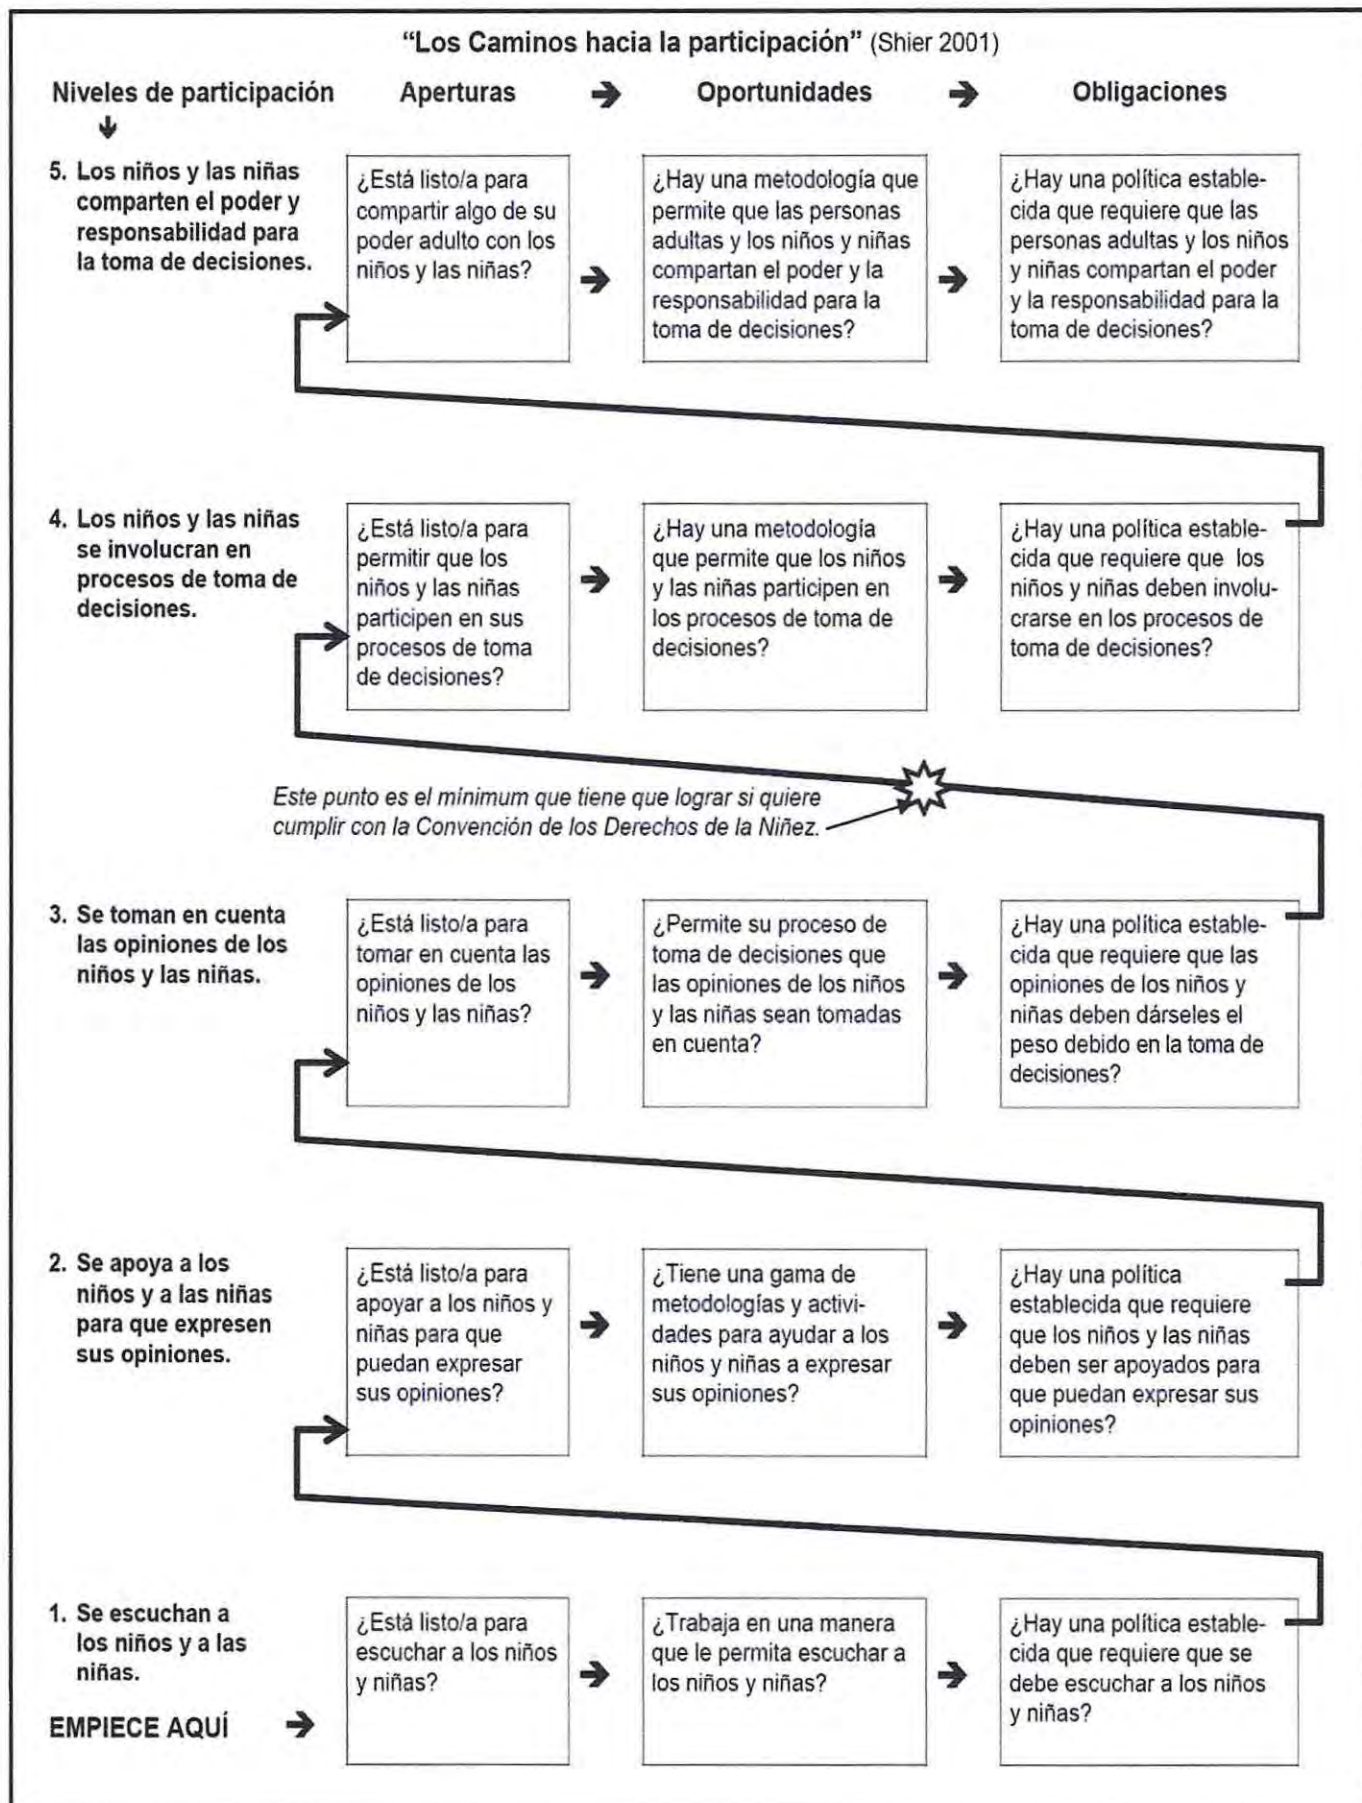 “Los Caminos hacia la participación” (Shier 2001)
Niveles de participación Aperturas Oportunidades Obligaciones
5. Los niños y las niñas
comparten el poder y
responsabilidad para
la toma de decisiones.
¿Está listo/a para
compartir algo de su
poder adulto con los
niños y las niñas?
¿Hay una metodología que
permite que las personas
adultas y los niños y niñas
compartan el poder y la
responsabilidad para la
toma de decisiones?
¿Hay una política estable-
cida que requiere que las
personas adultas y los niños
y niñas compartan el poder
y la responsabilidad para la
toma de decisiones?
4. Los niños y las niñas
se involucran en
procesos de toma de
decisiones.
¿Está listo/a para
permitir que los
niños y las niñas
participen en sus
procesos de toma
de decisiones?
¿Hay una metodología
que permite que los niños
y las niñas participen en
los procesos de toma de
decisiones?
¿Hay una política estable-
cida que requiere que los
niños y niñas deben involu-
crarse en los procesos de
toma de decisiones?
Este punto es el mínimum que tiene que lograr si quiere
cumplir con la Convención de los Derechos de la Niñez.
3. Se toman en cuenta
las opiniones de los
niños y las niñas.
¿Está listo/a para
tomar en cuenta las
opiniones de los
niños y las niñas?
¿Permite su proceso de
toma de decisiones que
las opiniones de los niños
y las niñas sean tomadas
en cuenta?
¿Hay una política estable-
cida que requiere que las
opiniones de los niños y
niñas deben dárseles el
peso debido en la toma de
decisiones?
2. Se apoya a los
niños y a las niñas
para que expresen
sus opiniones.
¿Está listo/a para
apoyar a los niños y
niñas para que
puedan expresar
sus opiniones?
¿Tiene una gama de
metodologías y activi-
dades para ayudar a los
niños y niñas a expresar
sus opiniones?
¿Hay una política
establecida que requiere
que los niños y las niñas
deben ser apoyados para
que puedan expresar sus
opiniones?
1. Se escuchan a
los niños y a las
niñas.
EMPIECE AQUÍ
¿Está listo/a para
escuchar a los niños
y niñas?
¿Trabaja en una manera
que le permita escuchar a
los niños y niñas?
¿Hay una política estable-
cida que requiere que se
debe escuchar a los niños
y niñas?